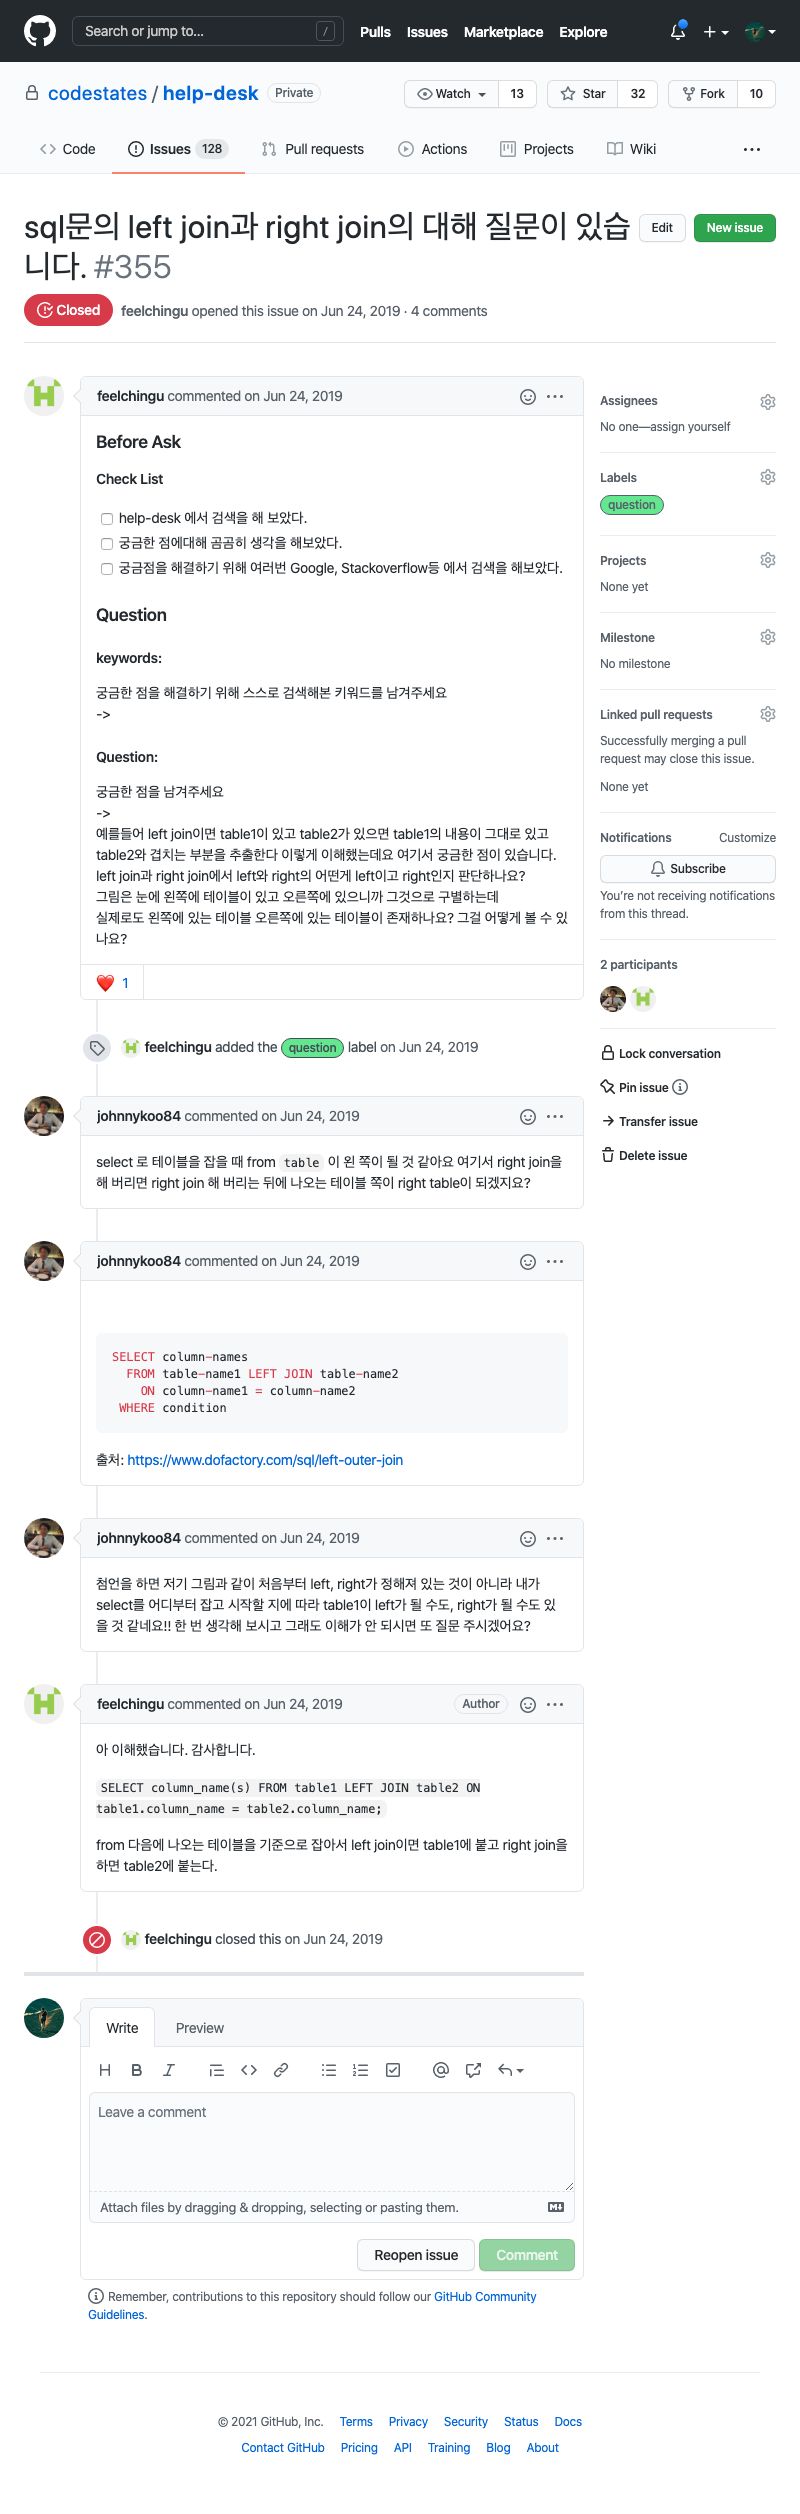 Search or jump to...
/
Pulls Issues Marketplace Explore
codestates / help-desk Private
Watch 13 Star 32 Fork 10
Code Issues 128 Pull requests Actions Projects Wiki ...
sql문의 left join과 right join의 대해 질문이 있습
니다. #355
Edit New issue
Closed feelchingu opened this issue on Jun 24, 2019 · 4 comments
feelchingu commented on Jun 24, 2019
Before Ask
Check List
help-desk 에서 검색을 해 보았다.
궁금한 점에대해 곰곰히 생각을 해보았다.
궁금점을 해결하기 위해 여러번 Google, Stackoverflow등 에서 검색을 해보았다.
Question
keywords:
궁금한 점을 해결하기 위해 스스로 검색해본 키워드를 남겨주세요
->
Question:
궁금한 점을 남겨주세요
->
예를들어 left join이면 table1이 있고 table2가 있으면 table1의 내용이 그대로 있고
table2와 겹치는 부분을 추출한다 이렇게 이해했는데요 여기서 궁금한 점이 있습니다.
left join과 right join에서 left와 right의 어떤게 left이고 right인지 판단하나요?
그림은 눈에 왼쪽에 테이블이 있고 오른쪽에 있으니까 그것으로 구별하는데
실제로도 왼쪽에 있는 테이블 오른쪽에 있는 테이블이 존재하나요? 그걸 어떻게 볼 수 있
나요?
❤️ 1
feelchingu added the question label on Jun 24, 2019
johnnykoo84 commented on Jun 24, 2019
select 로 테이블을 잡을 때 from table 이 왼 쪽이 될 것 같아요 여기서 right join을
해 버리면 right join 해 버리는 뒤에 나오는 테이블 쪽이 right table이 되겠지요?
johnnykoo84 commented on Jun 24, 2019
SELECT column-names
FROM table-name1 LEFT JOIN table-name2
ON column-name1 = column-name2
WHERE condition
출처: https://www.dofactory.com/sql/left-outer-join
johnnykoo84 commented on Jun 24, 2019
첨언을 하면 저기 그림과 같이 처음부터 left, right가 정해져 있는 것이 아니라 내가
select를 어디부터 잡고 시작할 지에 따라 table1이 left가 될 수도, right가 될 수도 있
을 것 같네요!! 한 번 생각해 보시고 그래도 이해가 안 되시면 또 질문 주시겠어요?
feelchingu commented on Jun 24, 2019 Author
아 이해했습니다. 감사합니다.
SELECT column_name(s) FROM table1 LEFT JOIN table2 ON
table1.column_name = table2.column_name;
from 다음에 나오는 테이블을 기준으로 잡아서 left join이면 table1에 붙고 right join을
하면 table2에 붙는다.
feelchingu closed this on Jun 24, 2019
Write Preview
Leave a comment
Attach files by dragging & dropping, selecting or pasting them.
Reopen issue Comment
Remember, contributions to this repository should follow our GitHub Community
Guidelines.
Assignees
No one—assign yourself
Labels
question
Projects
None yet
Milestone
No milestone
Linked pull requests
Successfully merging a pull
request may close this issue.
None yet
Notifications Customize
Subscribe
You're not receiving notifications
from this thread.
2 participants
Lock conversation
Pin issue
Transfer issue
Delete issue
© 2021 GitHub, Inc. Terms Privacy Security Status Docs
Contact GitHub Pricing API Training Blog About